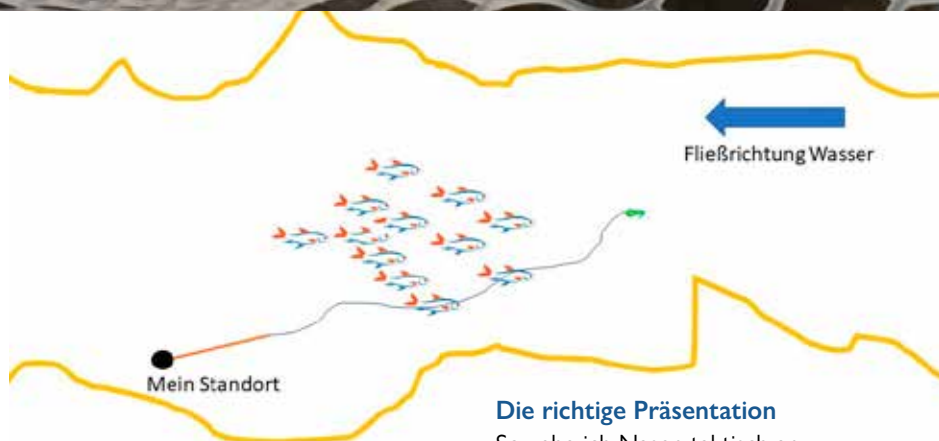 Fließrichtung Wasser
Mein Standort
Die richtige Präsentation